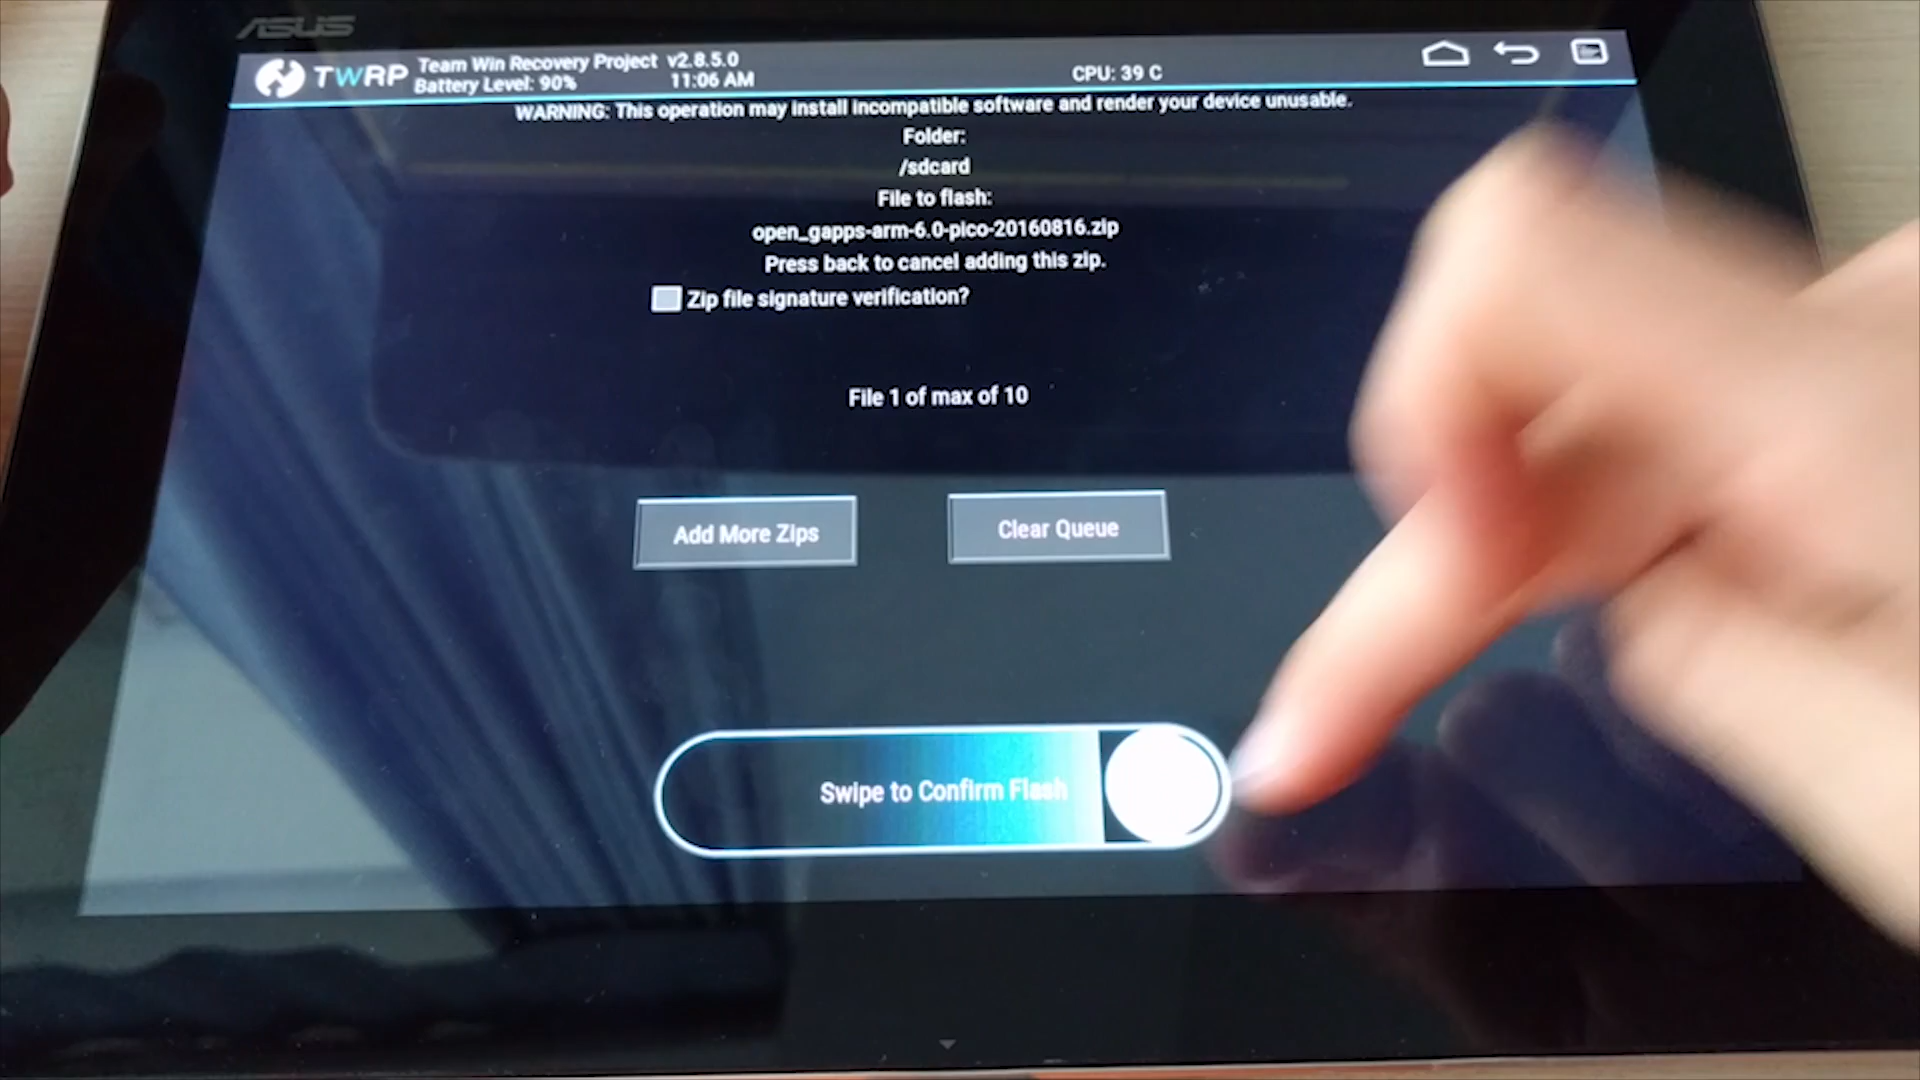 ASUS
TWRP
Team Win Recovery Project v2.8.5.0
Battery Level: 90% 11:06 AM
CPU: 39 C
WARNING: This operation may install incompatible software and render your device unusable.
Folder:
/sdcard
File to flash:
open_gapps-arm-6.0-pico-20160816.zip
Press back to cancel adding this zip.
Zip file signature verification?
File 1 of max of 10
Add More Zips
Clear Queue
Swipe to Confirm Flash